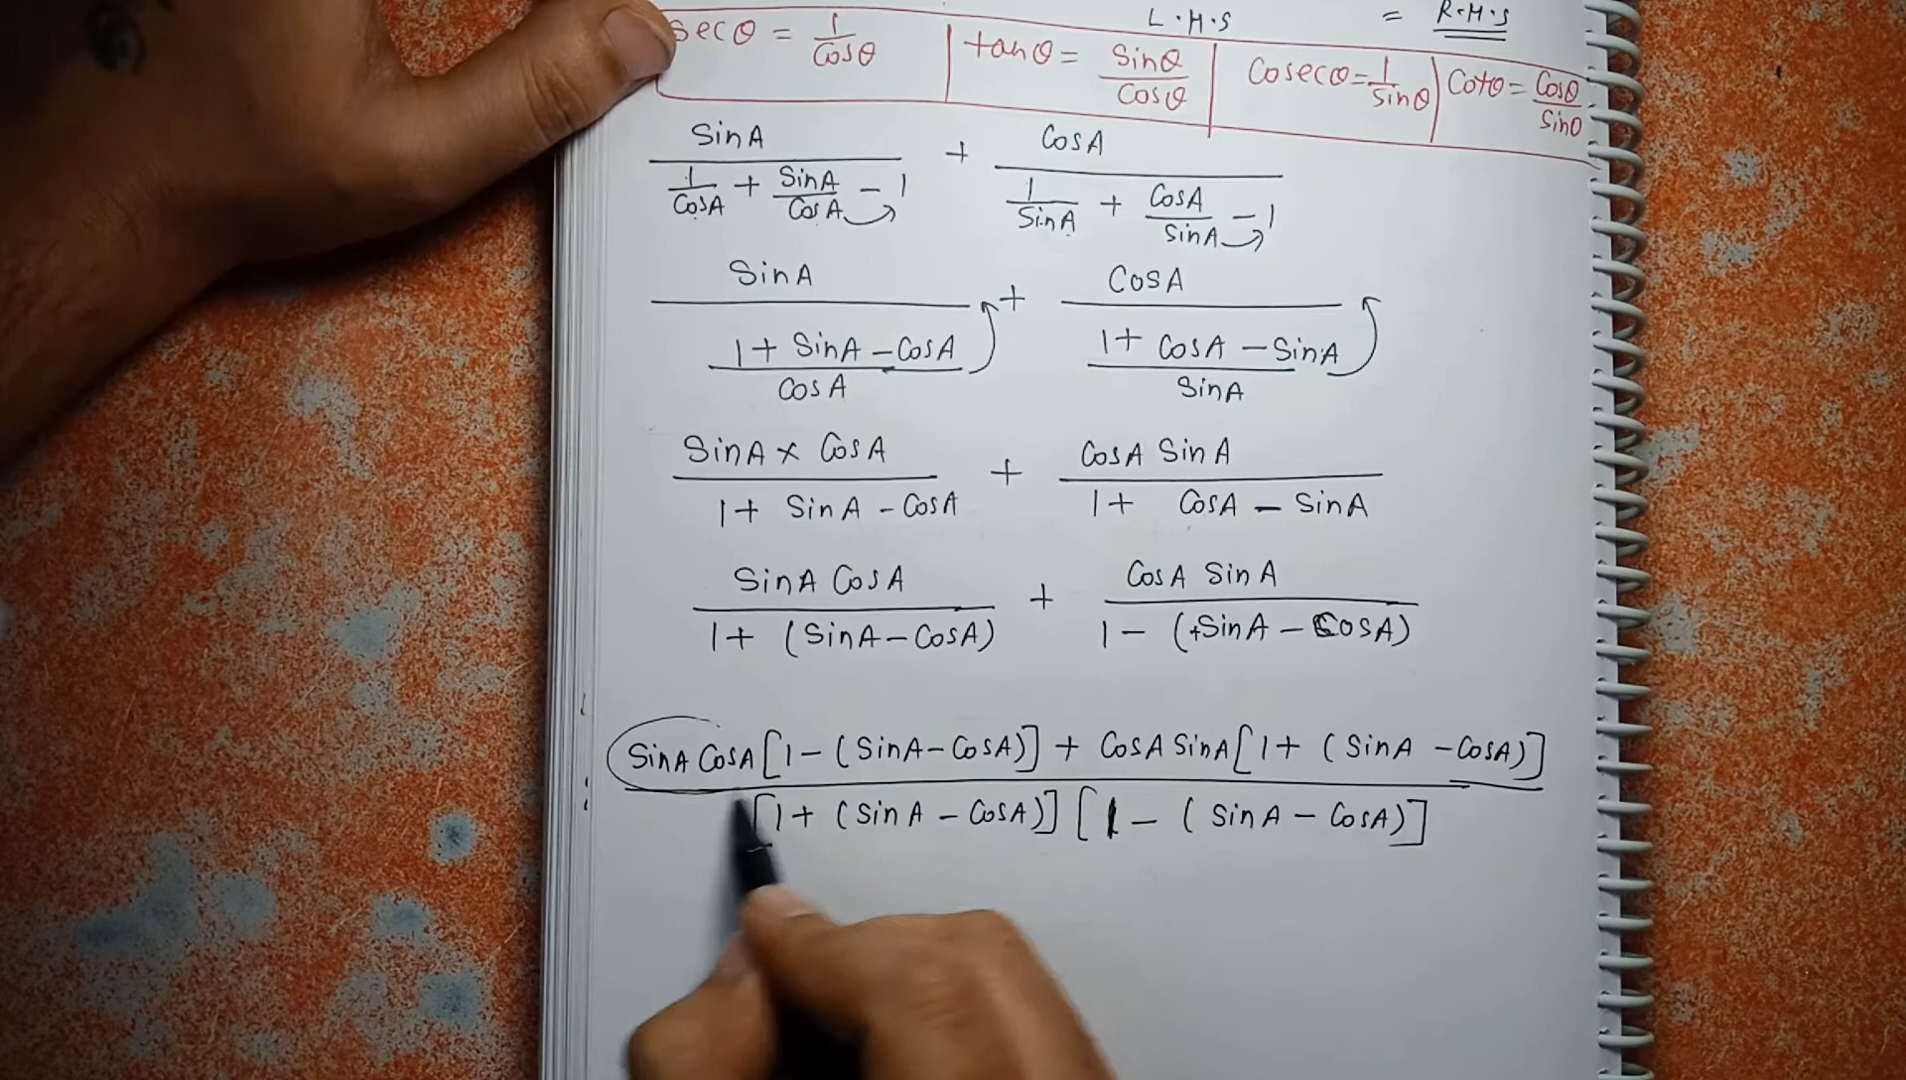 L.H.S = R.H.S
secθ = 1/cosθ | tanθ = sinθ/cosθ | cosecθ = 1/sinθ | cotθ = cosθ/sinθ
SinA / (1/CosA + SinA/CosA - 1) + CosA / (1/SinA + CosA/SinA - 1)
SinA / ((1 + SinA - CosA)/CosA) + CosA / ((1 + CosA - SinA)/SinA)
SinA × CosA / (1 + SinA - CosA) + CosA SinA / (1 + CosA - SinA)
SinA CosA / (1 + (SinA - CosA)) + CosA SinA / (1 - (+SinA - CosA))
SinA CosA [1 - (SinA - CosA)] + CosA SinA [1 + (SinA - CosA)]
[1 + (SinA - CosA)] [1 - (SinA - CosA)]